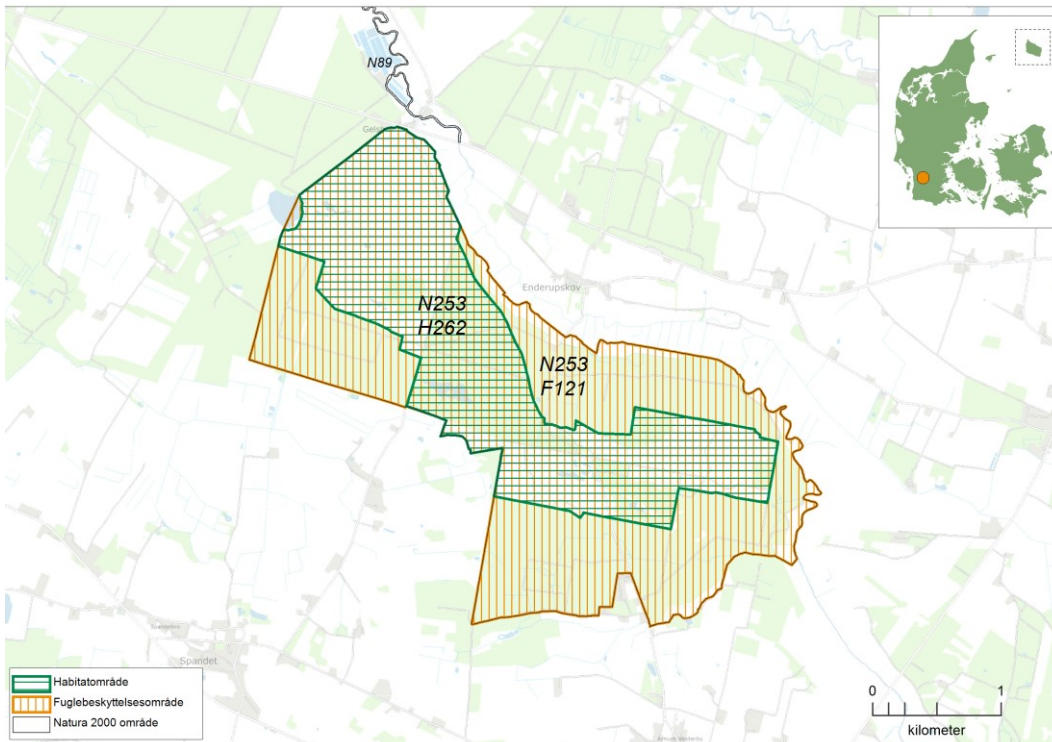 N89
Enderupskov
N253
H262
N253
F121
Spandet
Habitatområde
Fuglebeskyttelsesområde
Natura 2000 område
0 1
kilometer